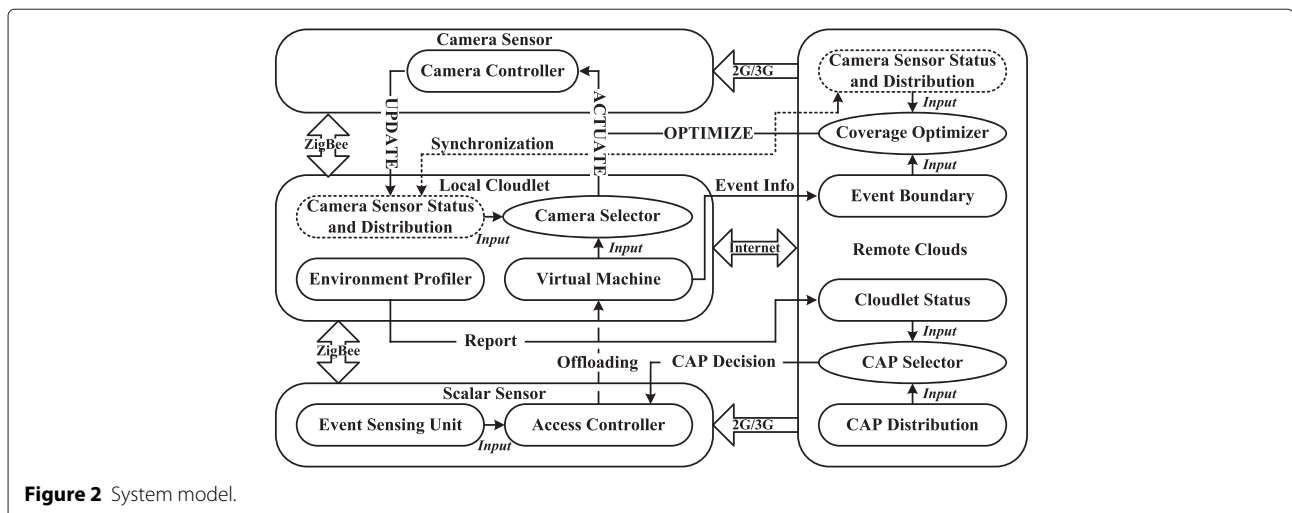 Camera Sensor
Camera Controller
UPDATE
ACTUATE
2G/3G
Camera Sensor Status
and Distribution
Input
OPTIMIZE
Coverage Optimizer
ZigBee
Synchronization
Input
Local Cloudlet
Event Info
Event Boundary
Camera Sensor Status
and Distribution
Input
Camera Selector
Input
Internet
Remote Clouds
Environment Profiler
Virtual Machine
Cloudlet Status
Input
Report
ZigBee
Offloading
CAP Decision
CAP Selector
Input
Scalar Sensor
Event Sensing Unit
Input
Access Controller
2G/3G
CAP Distribution
Figure 2 System model.